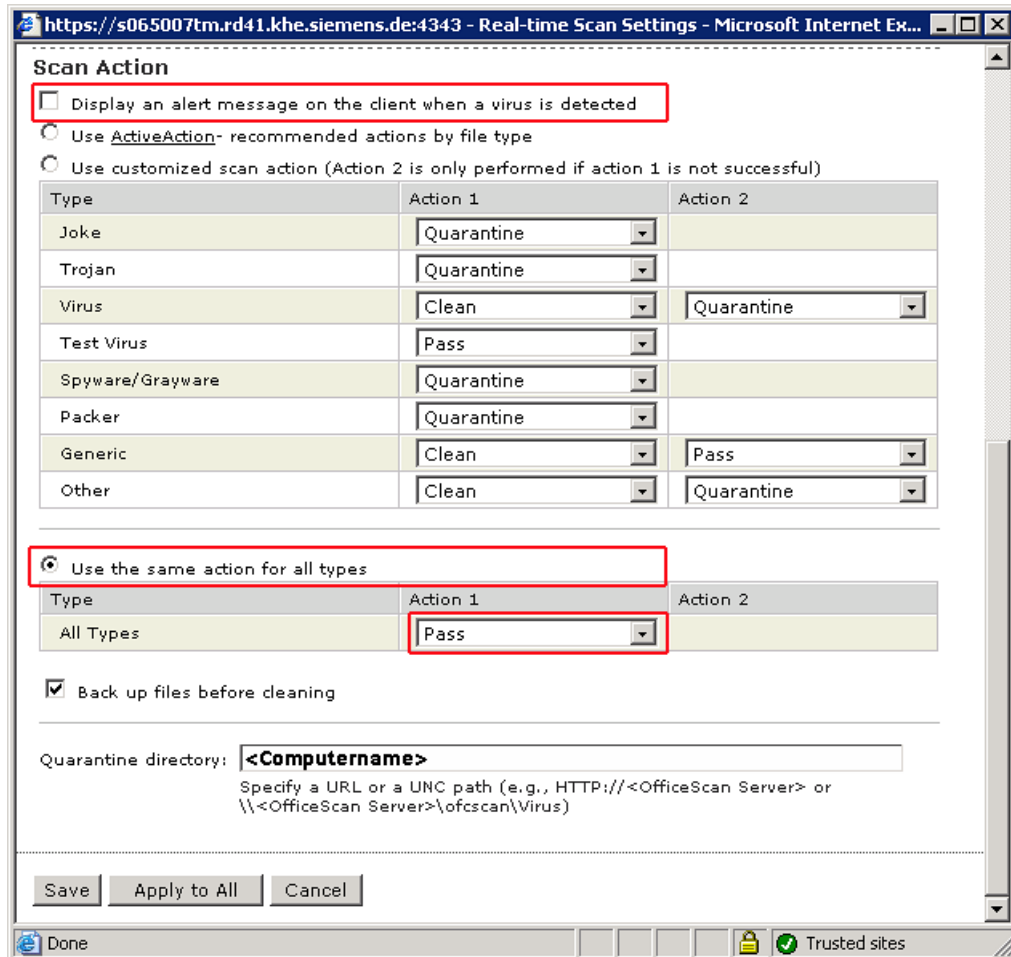 https://s065007tm.rd41.khe.siemens.de:4343 - Real-time Scan Settings - Microsoft Internet Ex...
Scan Action
Display an alert message on the client when a virus is detected
Use ActiveAction- recommended actions by file type
Use customized scan action (Action 2 is only performed if action 1 is not successful)
Type Action 1 Action 2
Joke Quarantine
Trojan Quarantine
Virus Clean Quarantine
Test Virus Pass
Spyware/Grayware Quarantine
Packer Quarantine
Generic Clean Pass
Other Clean Quarantine
Use the same action for all types
Type Action 1 Action 2
All Types Pass
Back up files before cleaning
Quarantine directory: <Computername>
Specify a URL or a UNC path (e.g., HTTP://<OfficeScan Server> or
\\<OfficeScan Server>\ofcscan\Virus)
Save Apply to All Cancel
Done Trusted sites